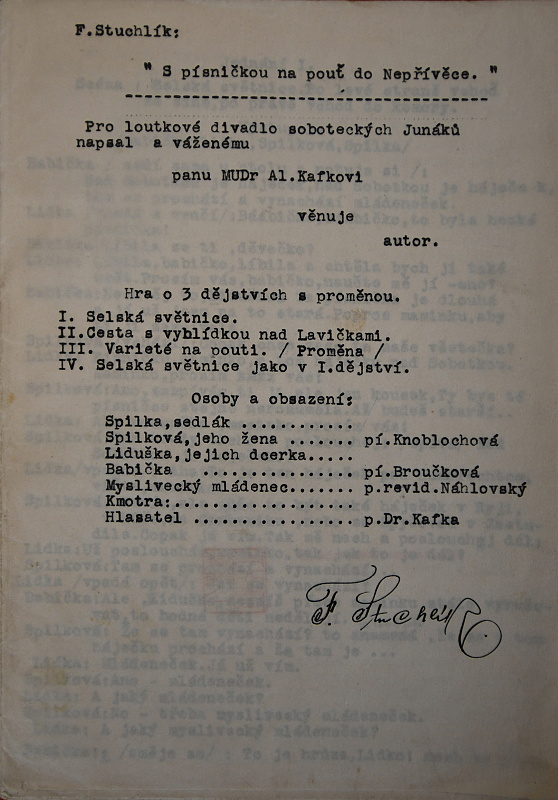 F.Stuchlík:
" S písničkou na pouť do Nepřívěce. "
Pro loutkové divadlo soboteckých Junáků
napsal a váženému
panu MUDr Al.Kafkovi
věnuje
autor.
Hra o 3 dějstvích s proměnou.
I. Selská světnice.
II.Cesta s vyhlídkou nad Lavičkami.
III. Varieté na pouti. / Proměna /
IV. Selská světnice jako v I.dějství.
Osoby a obsazení:
Spilka,sedlák ............
Spilková,jeho žena ....... pí.Knoblochová
Liduška,jejich dcerka.....
Babička ................. pí.Broučková
Myslivecký mládenec....... p.revid.Náhlovský
Kmotra:...................
Hlasatel ................. p.Dr.Kafka
F. Stuchlík